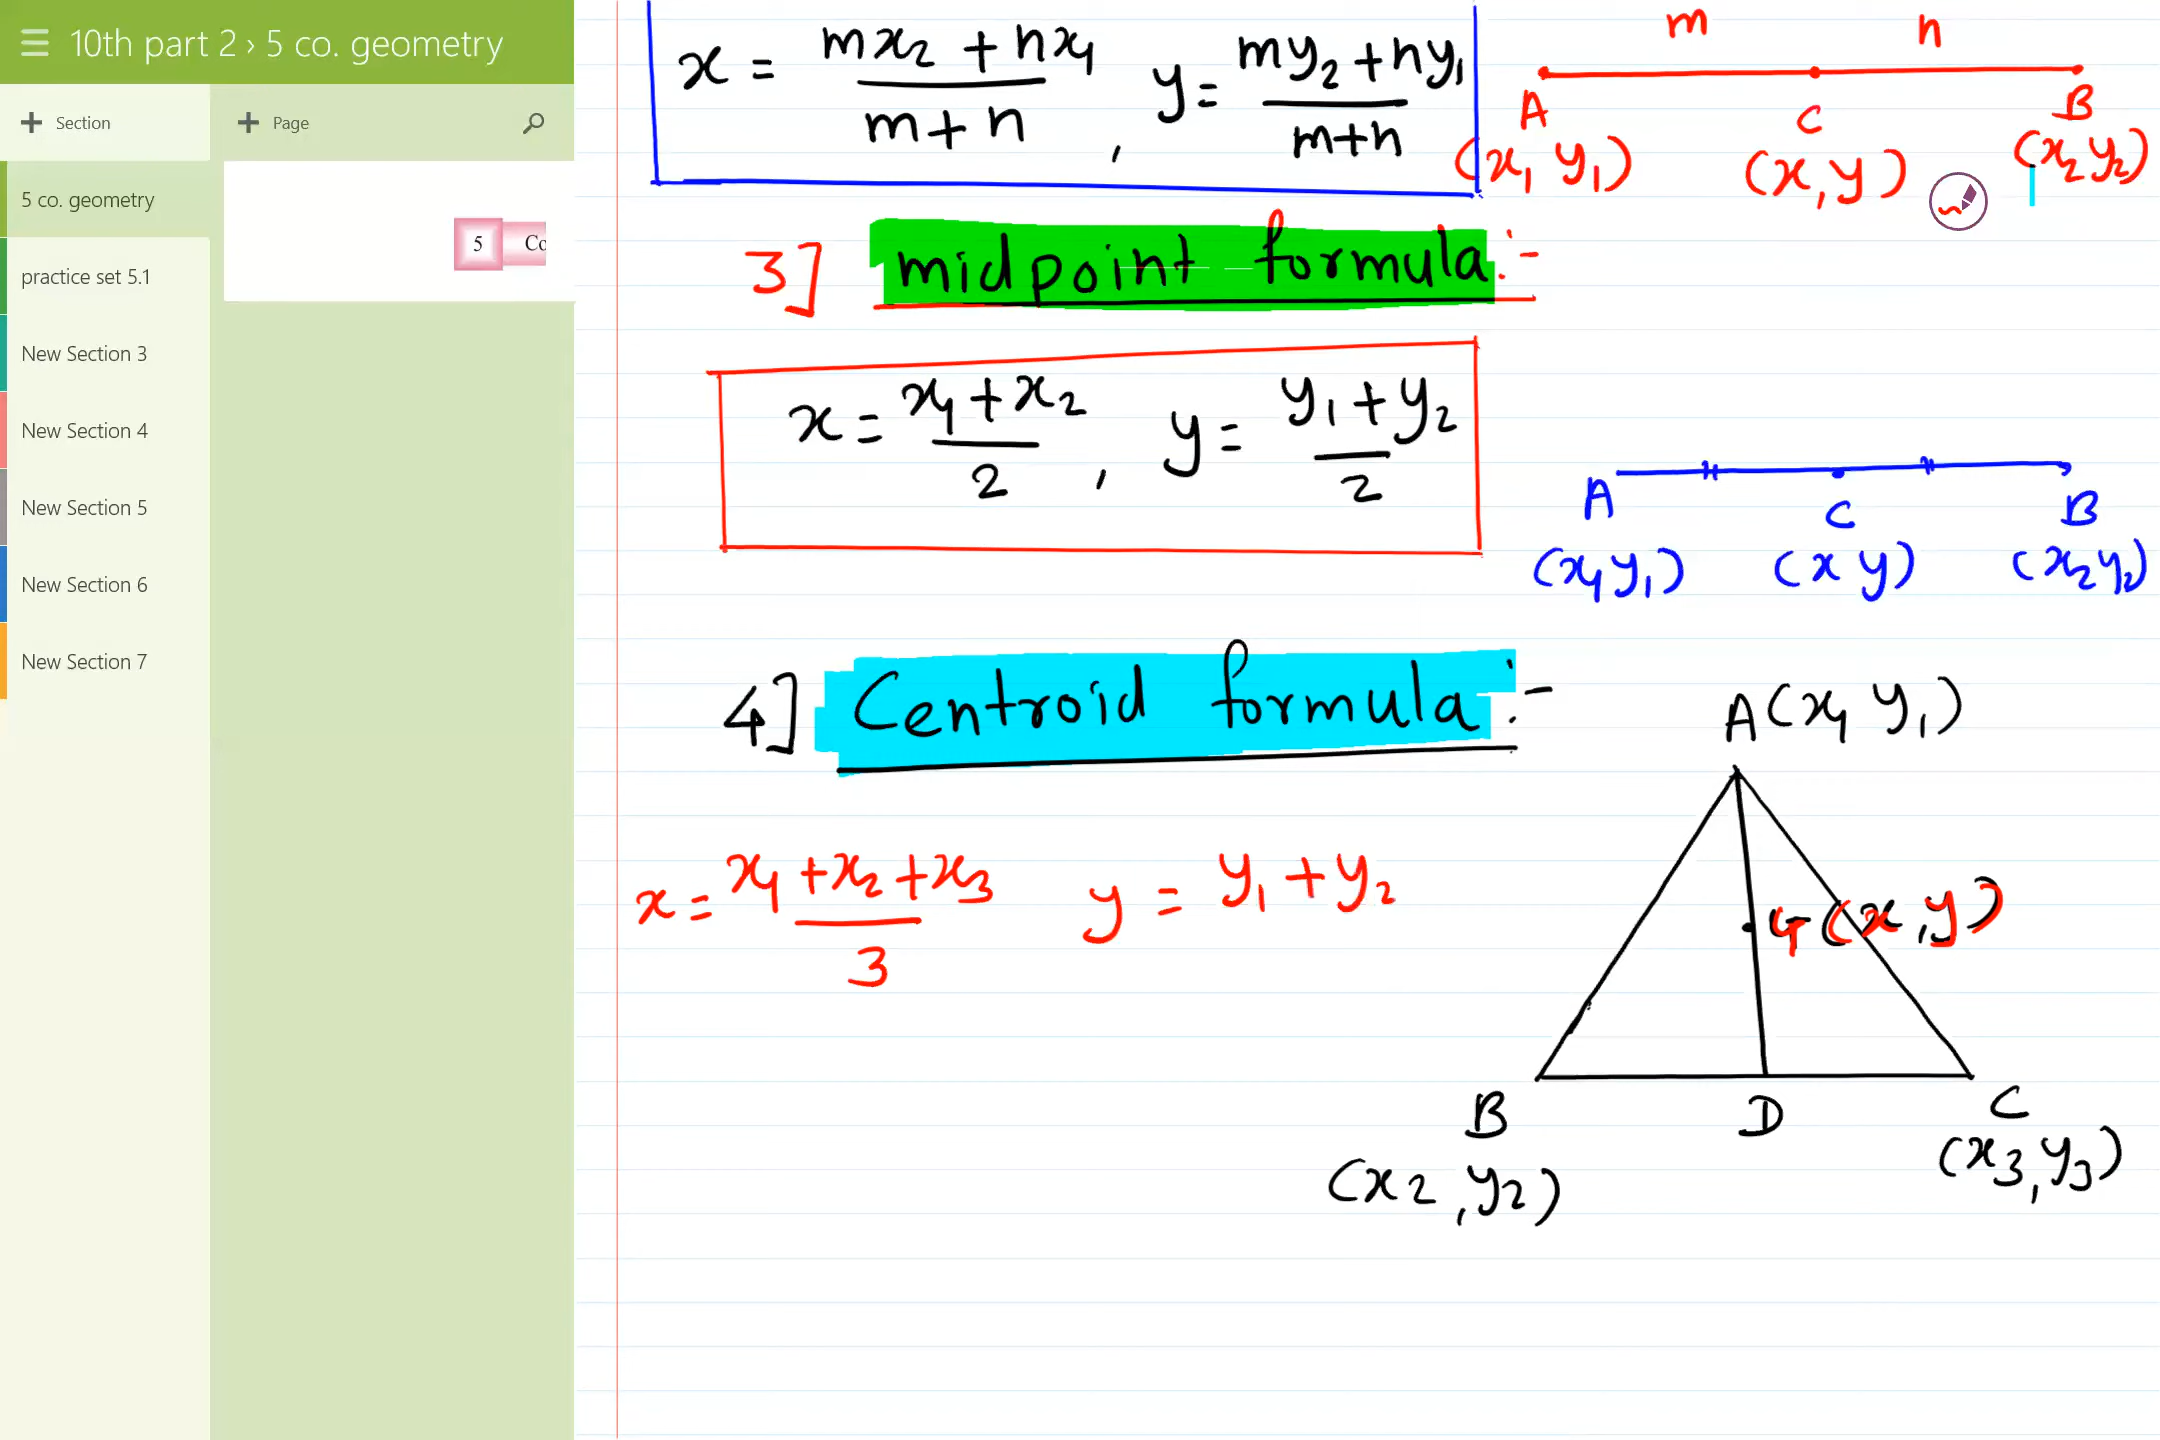 10th part 2 › 5 co. geometry
+ Section
+ Page
5 co. geometry
practice set 5.1
New Section 3
New Section 4
New Section 5
New Section 6
New Section 7
5 Co
x = (mx₂ + nx₁)/(m + n) , y = (my₂ + ny₁)/(m+n)
m n
A C B
(x₁ y₁) (x, y) (x₂ y₂)
3] midpoint formula :-
x = (x₁ + x₂)/2 , y = (y₁ + y₂)/2
A C B
(x₁ y₁) (x y) (x₂ y₂)
4] Centroid formula :-
A (x₁ y₁)
x = (x₁ + x₂ + x₃)/3 y = y₁ + y₂
G (x, y)
B D C
(x₂, y₂) (x₃, y₃)